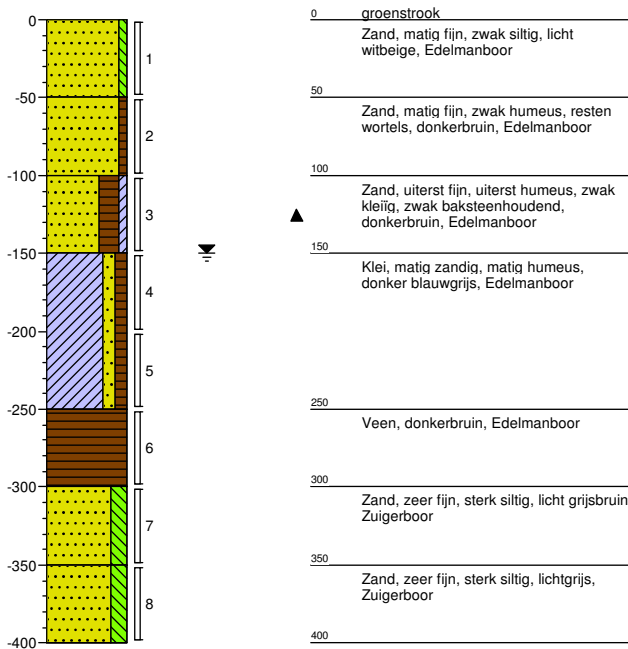 0
-50
-100
-150
-200
-250
-300
-350
-400
1
2
3
4
5
6
7
8
0 groenstrook
Zand, matig fijn, zwak siltig, licht
witbeige, Edelmanboor
50
Zand, matig fijn, zwak humeus, resten
wortels, donkerbruin, Edelmanboor
100
Zand, uiterst fijn, uiterst humeus, zwak
kleiïg, zwak baksteenhoudend,
donkerbruin, Edelmanboor
150
Klei, matig zandig, matig humeus,
donker blauwgrijs, Edelmanboor
250
Veen, donkerbruin, Edelmanboor
300
Zand, zeer fijn, sterk siltig, licht grijsbruin
Zuigerboor
350
Zand, zeer fijn, sterk siltig, lichtgrijs,
Zuigerboor
400